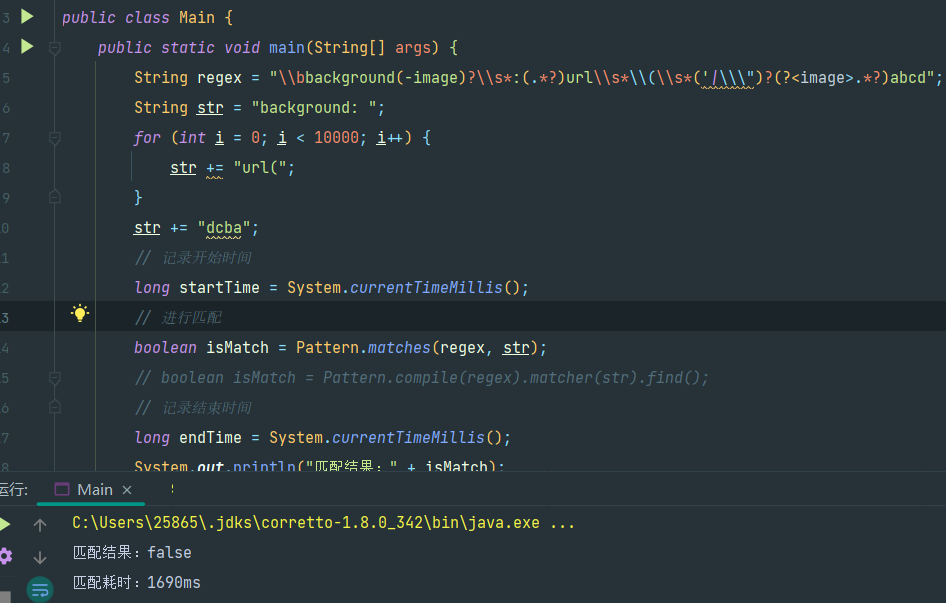 3 public class Main {
4 public static void main(String[] args) {
5 String regex = "\\bbackground(-image)?\\s*:(.*?)url\\s*\\(\\s*('|\\\")?(?<image>.*?)abcd";
6 String str = "background: ";
7 for (int i = 0; i < 10000; i++) {
8 str += "url(";
9 }
0 str += "dcba";
1 // 记录开始时间
2 long startTime = System.currentTimeMillis();
3 // 进行匹配
4 boolean isMatch = Pattern.matches(regex, str);
5 // boolean isMatch = Pattern.compile(regex).matcher(str).find();
6 // 记录结束时间
7 long endTime = System.currentTimeMillis();
8 System.out.println("匹配结果：" + isMatch);
运行: Main ×
C:\Users\25865\.jdks\corretto-1.8.0_342\bin\java.exe ...
匹配结果：false
匹配耗时：1690ms